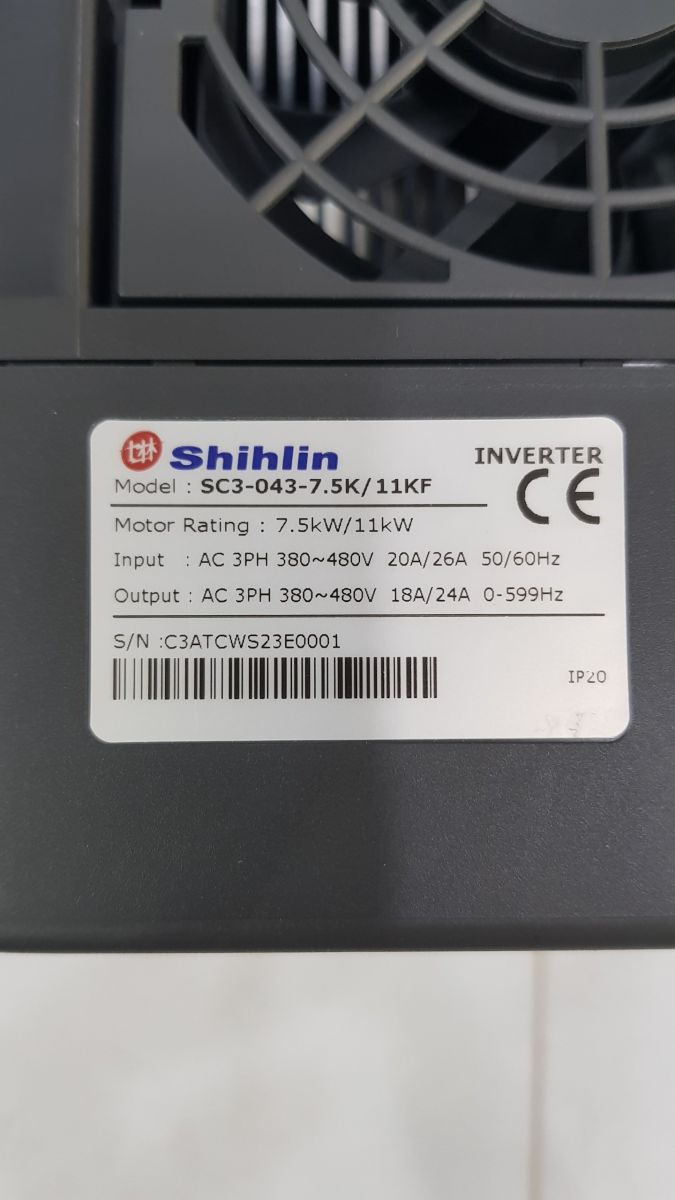 Shihlin
INVERTER
Model : SC3-043-7.5K/11KF
CE
Motor Rating : 7.5kW/11kW
Input : AC 3PH 380~480V 20A/26A 50/60Hz
Output : AC 3PH 380~480V 18A/24A 0-599Hz
S/N :C3ATCWS23E0001
IP20